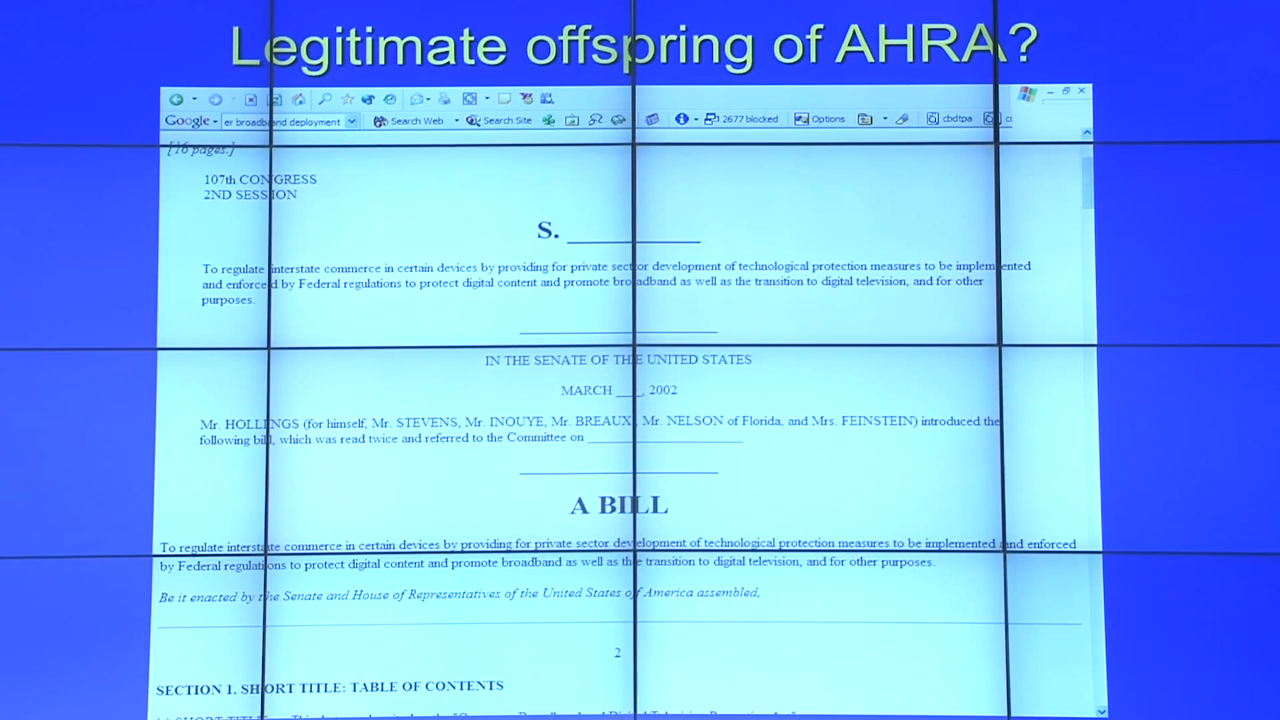 Legitimate offspring of AHRA?
Google
er broadband deployment
Search Web
Search Site
2677 blocked
Options
cbdtpa
[16 pages.]
107th CONGRESS
2ND SESSION
S. __________
To regulate interstate commerce in certain devices by providing for private sector development of technological protection measures to be implemented
and enforced by Federal regulations to protect digital content and promote broadband as well as the transition to digital television, and for other
purposes.
IN THE SENATE OF THE UNITED STATES
MARCH ___, 2002
Mr. HOLLINGS (for himself, Mr. STEVENS, Mr. INOUYE, Mr. BREAUX, Mr. NELSON of Florida, and Mrs. FEINSTEIN) introduced the
following bill, which was read twice and referred to the Committee on ____________________
A BILL
To regulate interstate commerce in certain devices by providing for private sector development of technological protection measures to be implemented and enforced
by Federal regulations to protect digital content and promote broadband as well as the transition to digital television, and for other purposes.
Be it enacted by the Senate and House of Representatives of the United States of America assembled,
2
SECTION 1. SHORT TITLE: TABLE OF CONTENTS